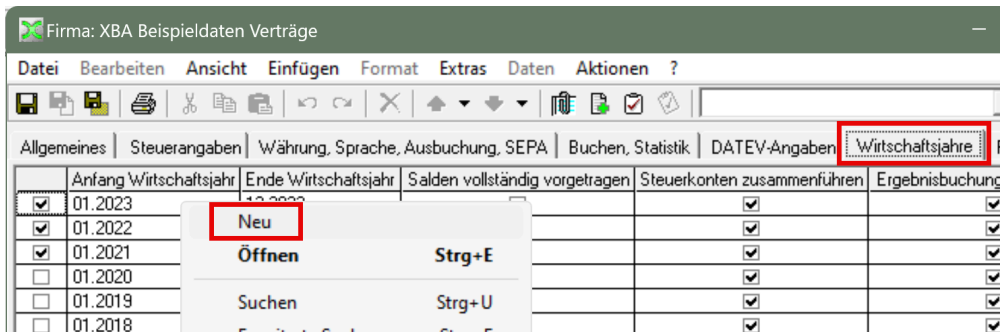 Firma: XBA Beispieldaten Verträge
Datei Bearbeiten Ansicht Einfügen Format Extras Daten Aktionen ?
Allgemeines Steuerangaben Währung, Sprache, Ausbuchung, SEPA Buchen, Statistik DATEV-Angaben Wirtschaftsjahre
Anfang Wirtschaftsjahr Ende Wirtschaftsjahr Salden vollständig vorgetragen Steuerkonten zusammenführen Ergebnisbuchung
01.2023 12.2023
01.2022
01.2021
01.2020
01.2019
01.2018
Neu
Öffnen Strg+E
Suchen Strg+U